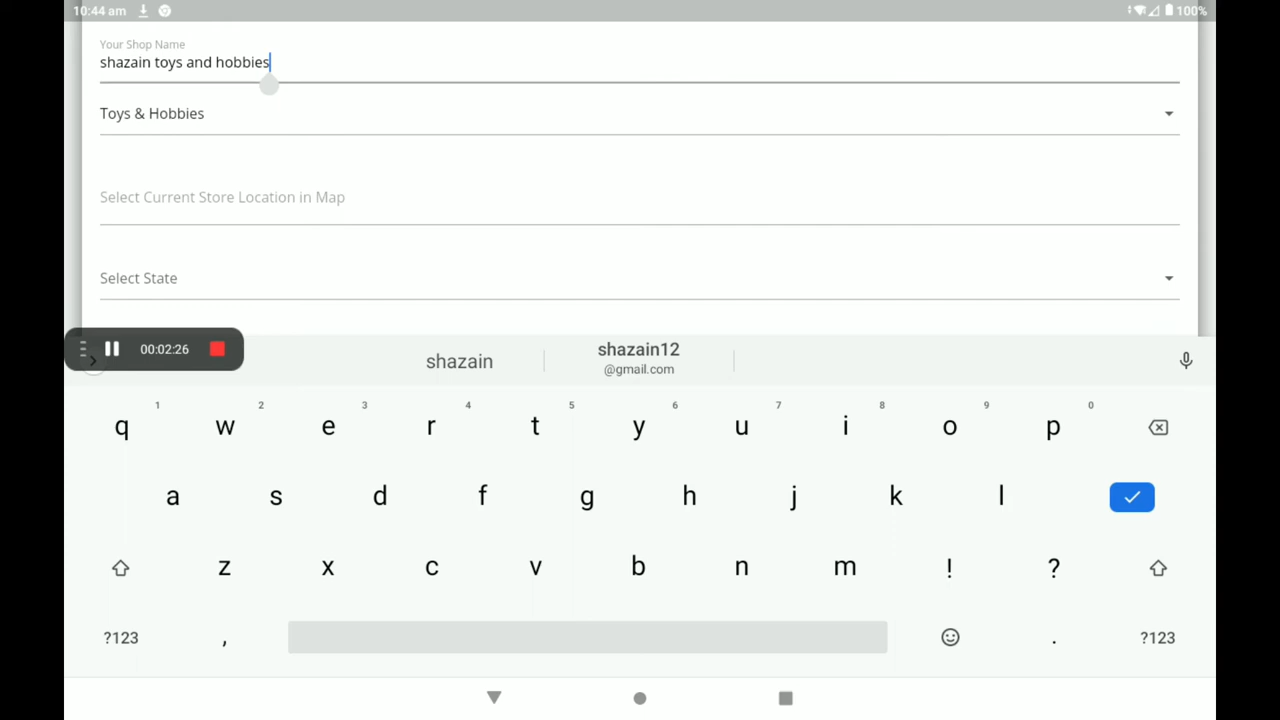 10:44 am
100%
Your Shop Name
shazain toys and hobbies
Toys & Hobbies
Select Current Store Location in Map
Select State
00:02:26
shazain
shazain12
@gmail.com
1 2 3 4 5 6 7 8 9 0
q w e r t y u i o p
a s d f g h j k l
z x c v b n m ! ?
?123 , . ?123